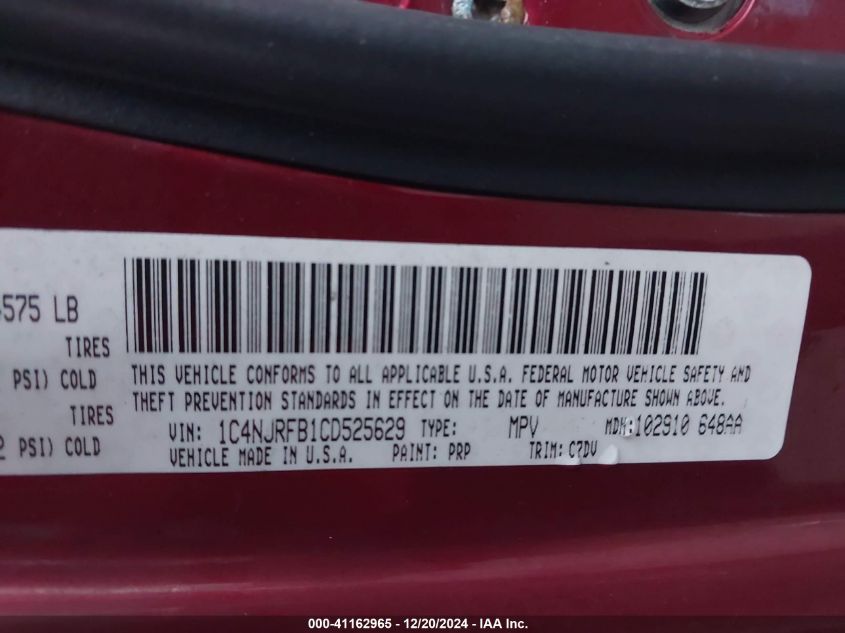 575 LB
TIRES
PSI) COLD
TIRES
PSI) COLD
THIS VEHICLE CONFORMS TO ALL APPLICABLE U.S.A. FEDERAL MOTOR VEHICLE SAFETY AND
THEFT PREVENTION STANDARDS IN EFFECT ON THE DATE OF MANUFACTURE SHOWN ABOVE.
VIN: 1C4NJRFB1CD525629 TYPE: MPV MDH:102910 648AA
VEHICLE MADE IN U.S.A. PAINT: PRP TRIM: C7DV
000-41162965 - 12/20/2024 - IAA Inc.